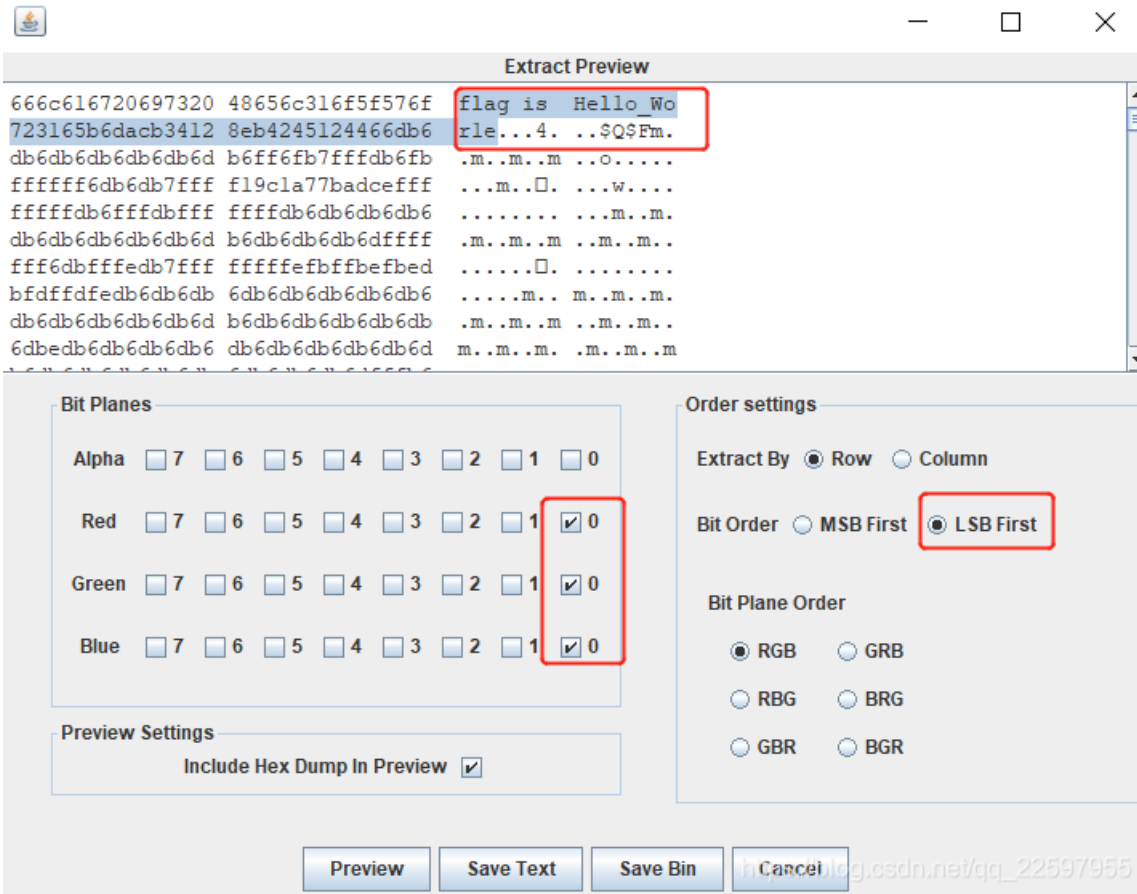 Extract Preview
666c616720697320 48656c316f5f576f flag is Hel1o_Wo
723165b6dacb3412 8eb4245124466db6 r1e...4. ..$Q$Fm.
db6db6db6db6db6d b6ff6fb7fffdb6fb .m..m..m ..o.....
ffffff6db6db7fff f19c1a77badcefff ...m..□. ...w....
fffffdb6fffdbfff ffffdb6db6db6db6 ........ ...m..m.
db6db6db6db6db6d b6db6db6db6dffff .m..m..m ..m..m..
fff6dbfffedb7fff fffffefbffbefbed ......□. ........
bfdffdfedb6db6db 6db6db6db6db6db6 .....m.. m..m..m.
db6db6db6db6db6d b6db6db6db6db6db .m..m..m ..m..m..
6dbedb6db6db6db6 db6db6db6db6db6d m..m..m. .m..m..m
Bit Planes
Alpha 7 6 5 4 3 2 1 0
Red 7 6 5 4 3 2 1 0
Green 7 6 5 4 3 2 1 0
Blue 7 6 5 4 3 2 1 0
Preview Settings
Include Hex Dump In Preview
Order settings
Extract By Row Column
Bit Order MSB First LSB First
Bit Plane Order
RGB GRB
RBG BRG
GBR BGR
Preview Save Text Save Bin Cancel
https://blog.csdn.net/qq_22597955